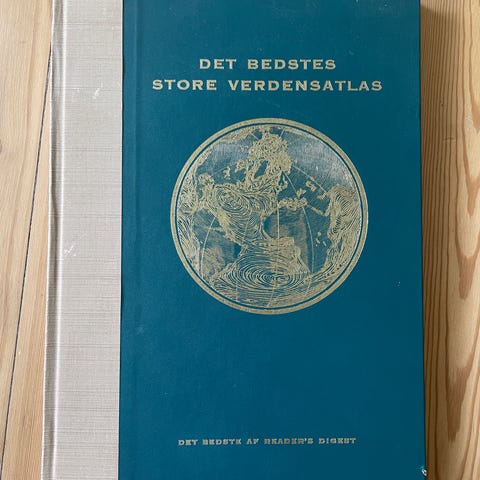 DET BEDSTES
STORE VERDENSATLAS
DET BEDSTE AF READER'S DIGEST